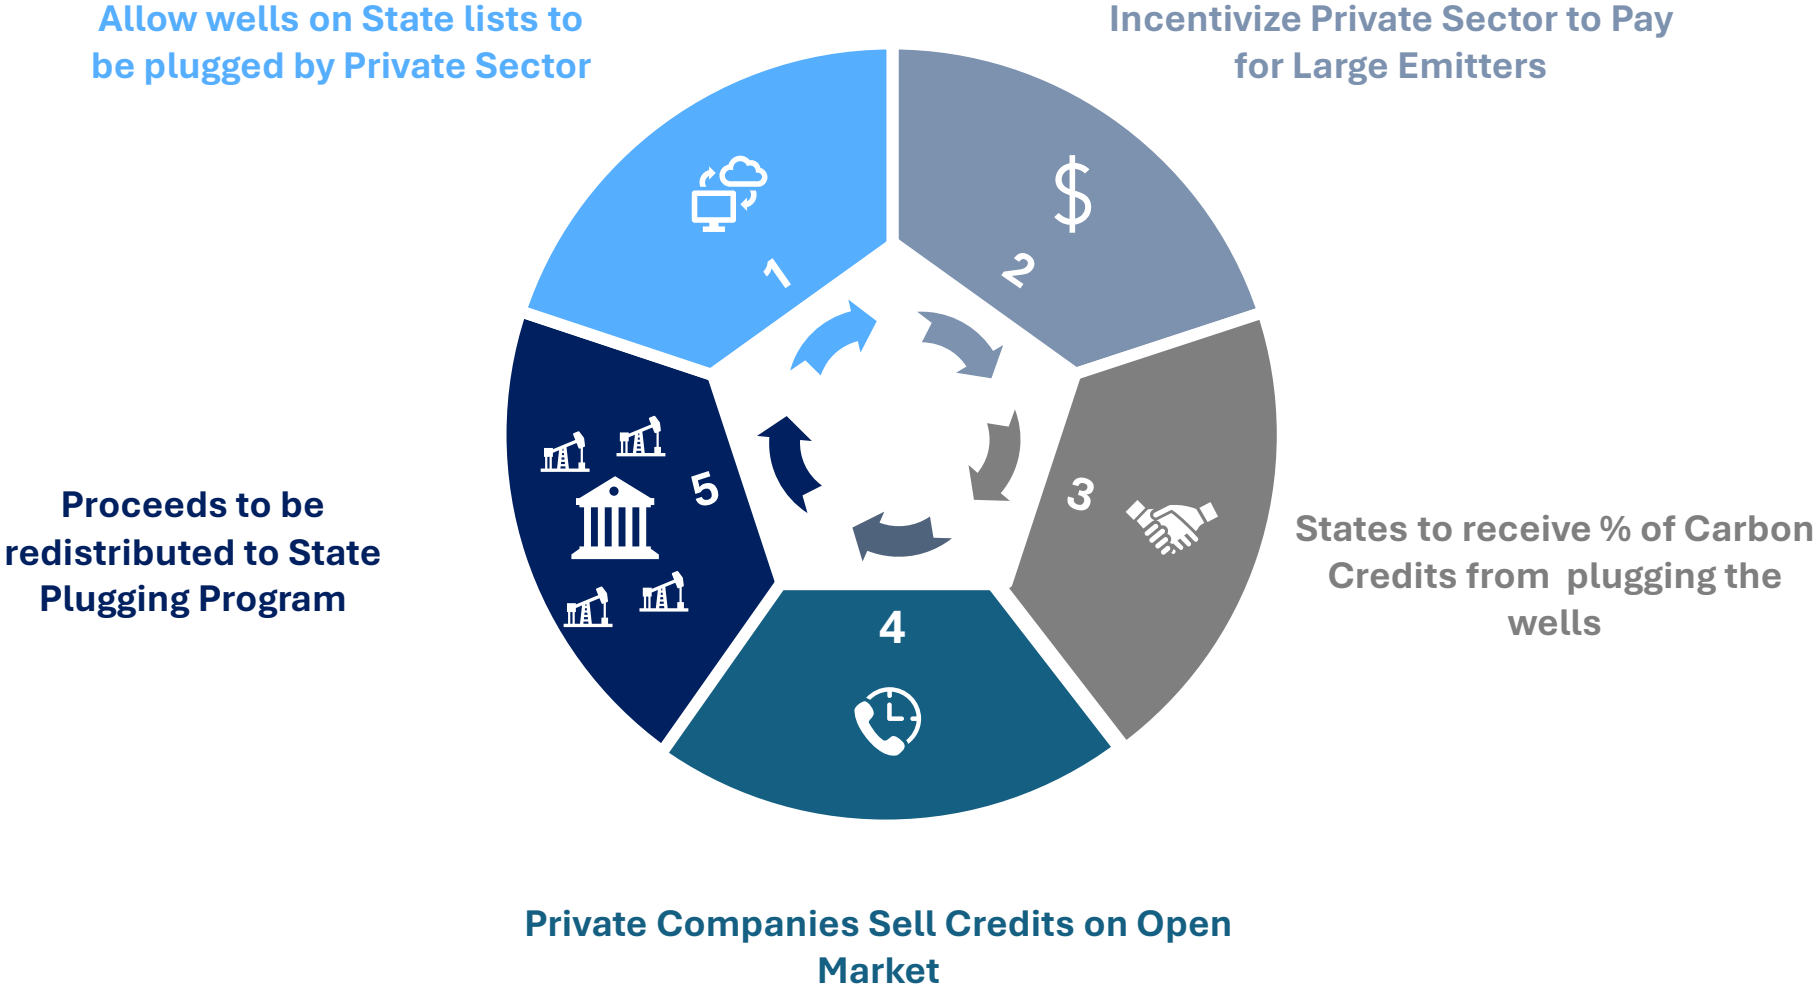 Allow wells on State lists to
be plugged by Private Sector
Incentivize Private Sector to Pay
for Large Emitters
1
2
3
States to receive % of Carbon
Credits from  plugging the
wells
4
Private Companies Sell Credits on Open
Market
5
Proceeds to be
redistributed to State
Plugging Program